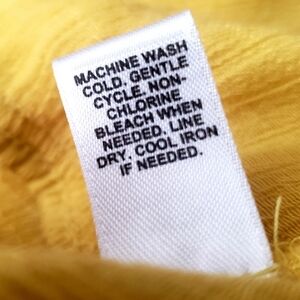 MACHINE WASH
COLD, GENTLE
CYCLE, NON-
CHLORINE
BLEACH WHEN
NEEDED, LINE
DRY, COOL IRON
IF NEEDED.